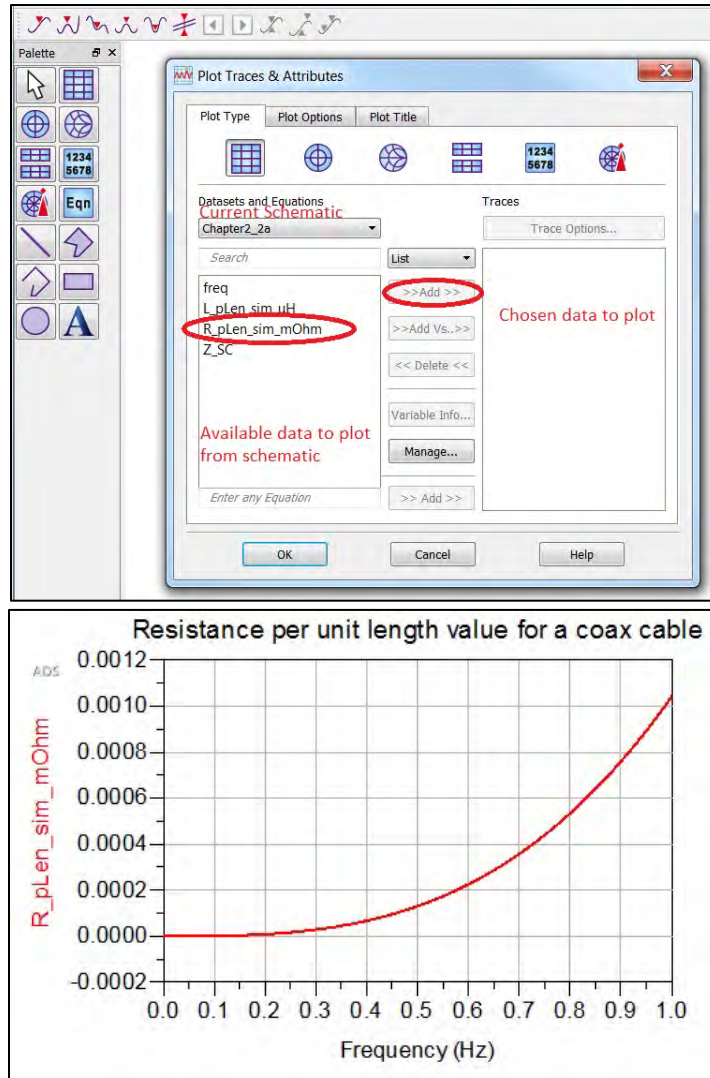 Palette
Plot Traces & Attributes
Plot Type Plot Options Plot Title
1234
5678
1234
5678
Eqn
A
Datasets and Equations
Traces
Current Schematic
Chapter2_2a
Trace Options...
Search
List
freq
L_pLen_sim_uH
R_pLen_sim_mOhm
Z_SC
>>Add >>
>>Add Vs..>>
<< Delete <<
Variable Info...
Manage...
>> Add >>
Chosen data to plot
Available data to plot
from schematic
Enter any Equation
OK Cancel Help
Resistance per unit length value for a coax cable
ADS
R_pLen_sim_mOhm
0.0012
0.0010
0.0008
0.0006
0.0004
0.0002
0.0000
-0.0002
0.0 0.1 0.2 0.3 0.4 0.5 0.6 0.7 0.8 0.9 1.0
Frequency (Hz)